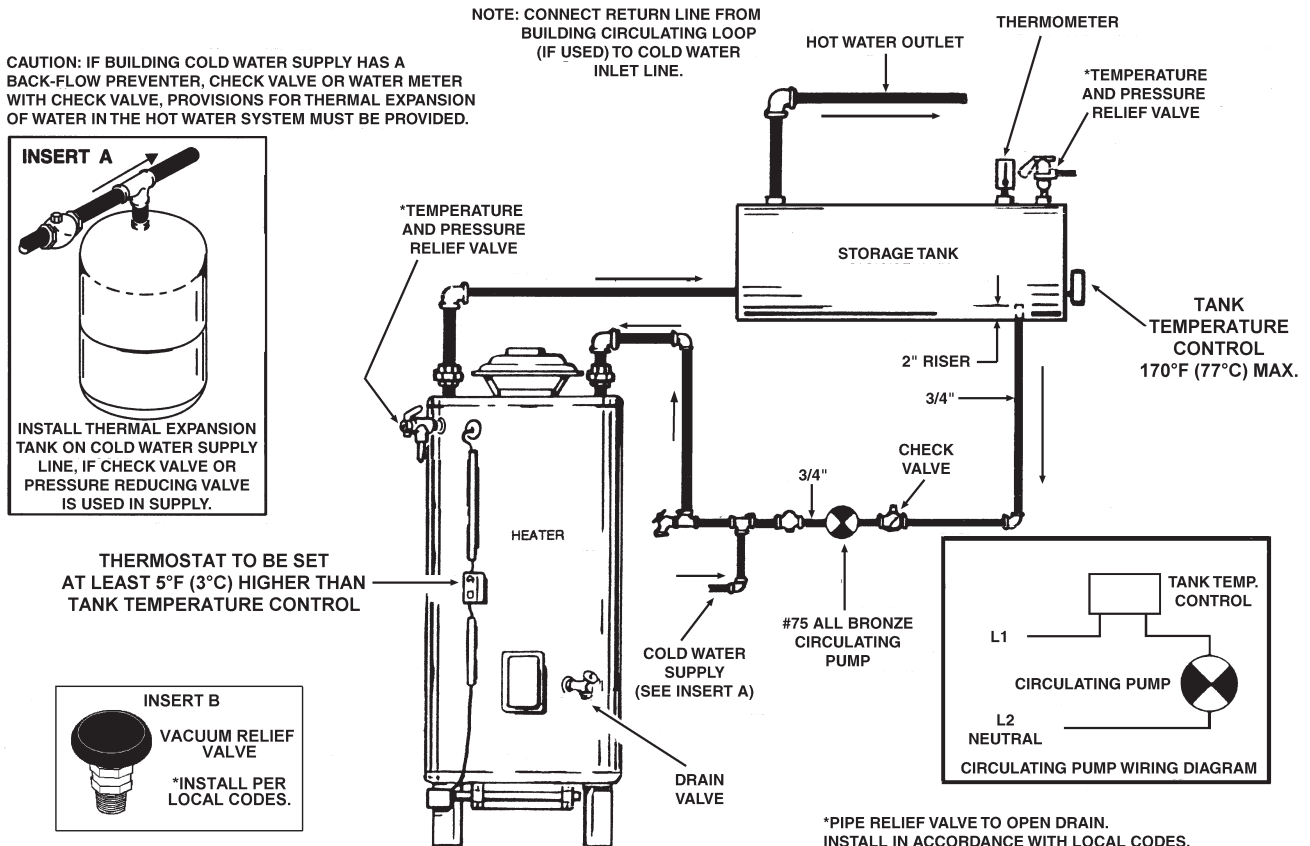 NOTE: CONNECT RETURN LINE FROM
BUILDING CIRCULATING LOOP
(IF USED) TO COLD WATER
INLET LINE.
THERMOMETER
HOT WATER OUTLET
CAUTION: IF BUILDING COLD WATER SUPPLY HAS A
BACK-FLOW PREVENTER, CHECK VALVE OR WATER METER
WITH CHECK VALVE, PROVISIONS FOR THERMAL EXPANSION
OF WATER IN THE HOT WATER SYSTEM MUST BE PROVIDED.
*TEMPERATURE
AND PRESSURE
RELIEF VALVE
INSERT A
INSTALL THERMAL EXPANSION
TANK ON COLD WATER SUPPLY
LINE, IF CHECK VALVE OR
PRESSURE REDUCING VALVE
IS USED IN SUPPLY.
*TEMPERATURE
AND PRESSURE
RELIEF VALVE
STORAGE TANK
TANK
TEMPERATURE
CONTROL
170°F (77°C) MAX.
2" RISER
3/4"
CHECK
VALVE
3/4"
HEATER
THERMOSTAT TO BE SET
AT LEAST 5°F (3°C) HIGHER THAN
TANK TEMPERATURE CONTROL
#75 ALL BRONZE
CIRCULATING
PUMP
COLD WATER
SUPPLY
(SEE INSERT A)
TANK TEMP.
CONTROL
L1
CIRCULATING PUMP
L2
NEUTRAL
CIRCULATING PUMP WIRING DIAGRAM
INSERT B
VACUUM RELIEF
VALVE
*INSTALL PER
LOCAL CODES.
DRAIN
VALVE
*PIPE RELIEF VALVE TO OPEN DRAIN.
INSTALL IN ACCORDANCE WITH LOCAL CODES.